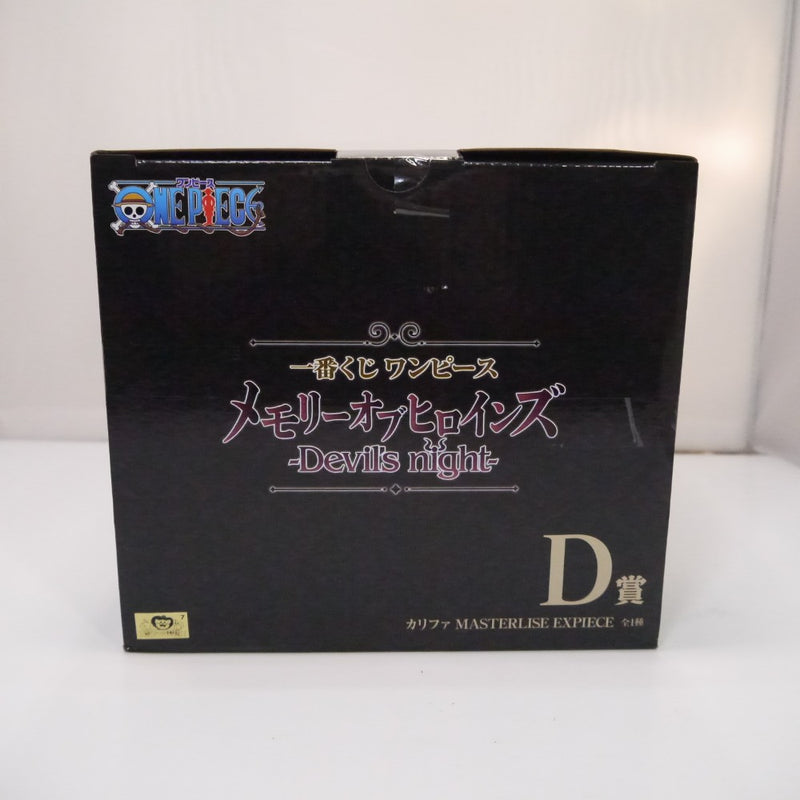 ワンピース
ONE PIECE
一番くじ ワンピース
メモリーオブヒロインズ
-Devil's night-
D賞
カリファ MASTERLISE EXPIECE 全1種
7